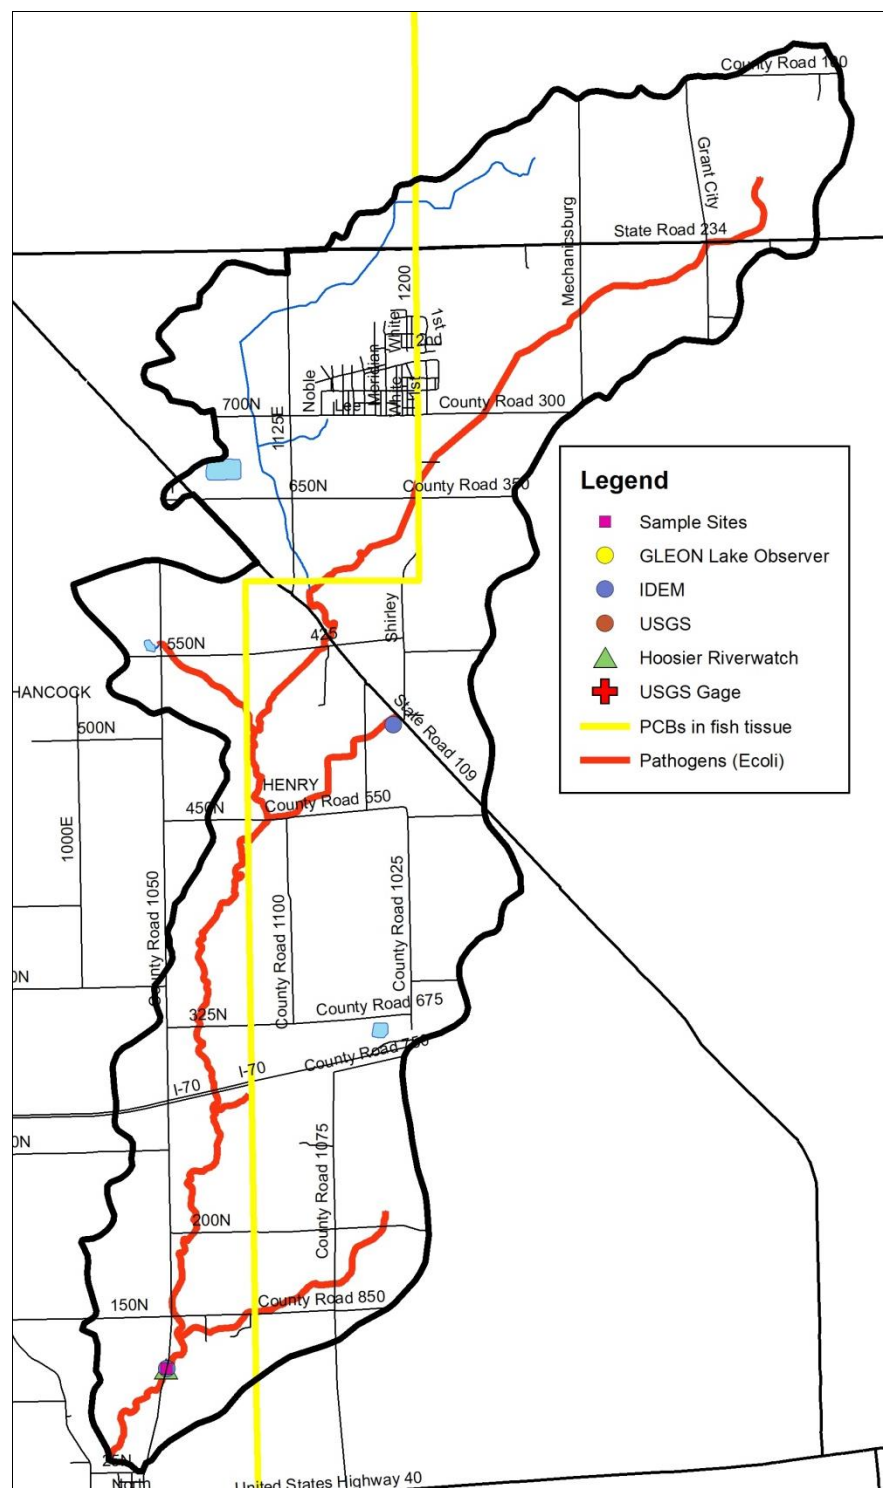 County Road 100
Grant City
State Road 234
Mechanicsburg
1200
1st
White
2nd
Meridian
Noble
White
1st
Lee
700N
County Road 300
1125E
650N
County Road 350
Legend
Sample Sites
GLEON Lake Observer
IDEM
USGS
Hoosier Riverwatch
USGS Gage
PCBs in fish tissue
Pathogens (Ecoli)
Shirley
425
550N
HANCOCK
State Road 109
500N
HENRY
County Road 550
450N
1000E
County Road 1050
County Road 1100
County Road 1025
0N
County Road 675
325N
County Road 750
I-70
I-70
0N
County Road 1075
200N
County Road 850
150N
25N
North
United States Highway 40